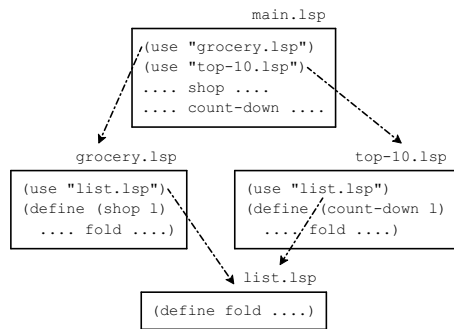 main.lsp
(use "grocery.lsp")
(use "top-10.lsp")
.... shop ....
.... count-down ....
grocery.lsp
(use "list.lsp")
(define (shop l)
.... fold ....)
top-10.lsp
(use "list.lsp")
(define (count-down l)
.... fold ....)
list.lsp
(define fold ....)